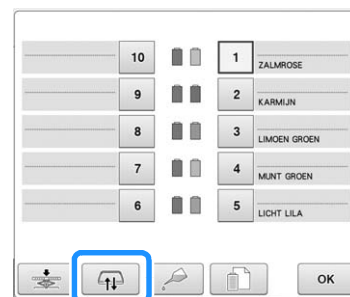 10 1 ZALMROSE
9 2 KARMIJN
8 3 LIMOEN GROEN
7 4 MUNT GROEN
6 5 LICHT LILA
OK